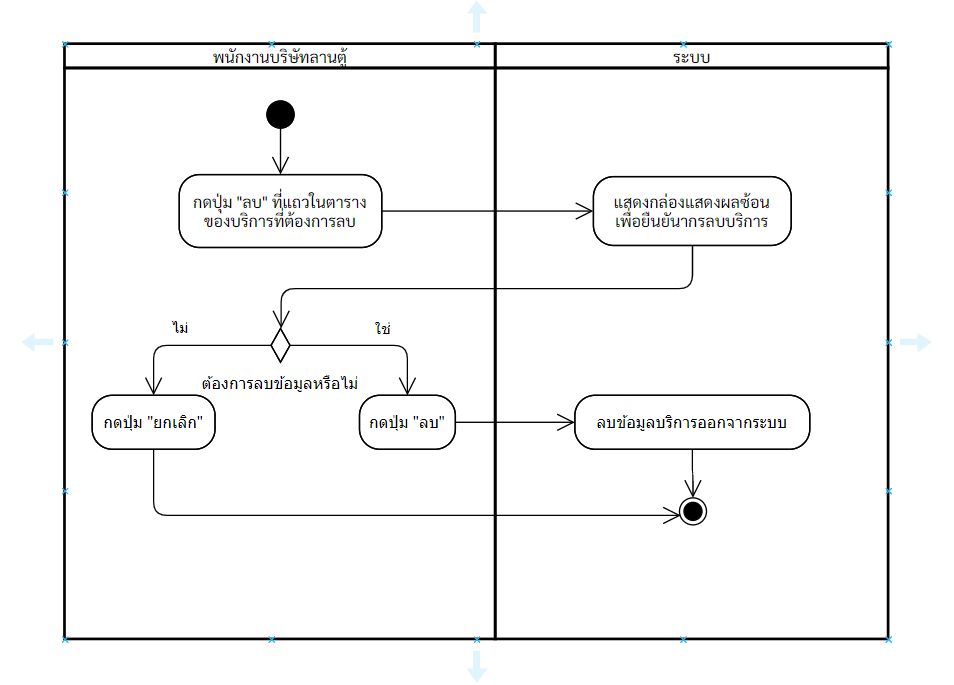 พนักงานบริษัทลานตู้
ระบบ
กดปุ่ม "ลบ" ที่แถวในตาราง
ของบริการที่ต้องการลบ
แสดงกล่องแสดงผลซ้อน
เพื่อยืนยันากรลบบริการ
ไม่
ใช่
ต้องการลบข้อมูลหรือไม่
กดปุ่ม "ยกเลิก"
กดปุ่ม "ลบ"
ลบข้อมูลบริการออกจากระบบ